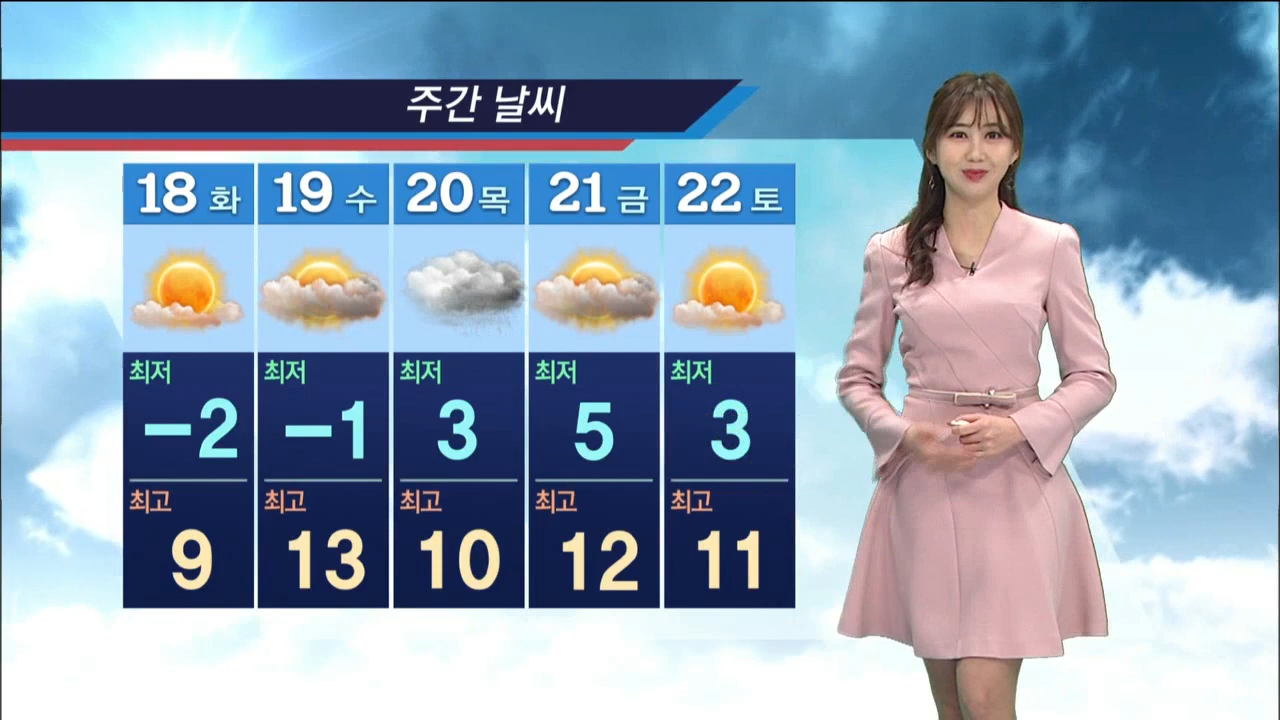 주간 날씨
18 화 19 수 20 목 21 금 22 토
최저 최저 최저 최저 최저
-2 -1 3 5 3
최고 최고 최고 최고 최고
9 13 10 12 11